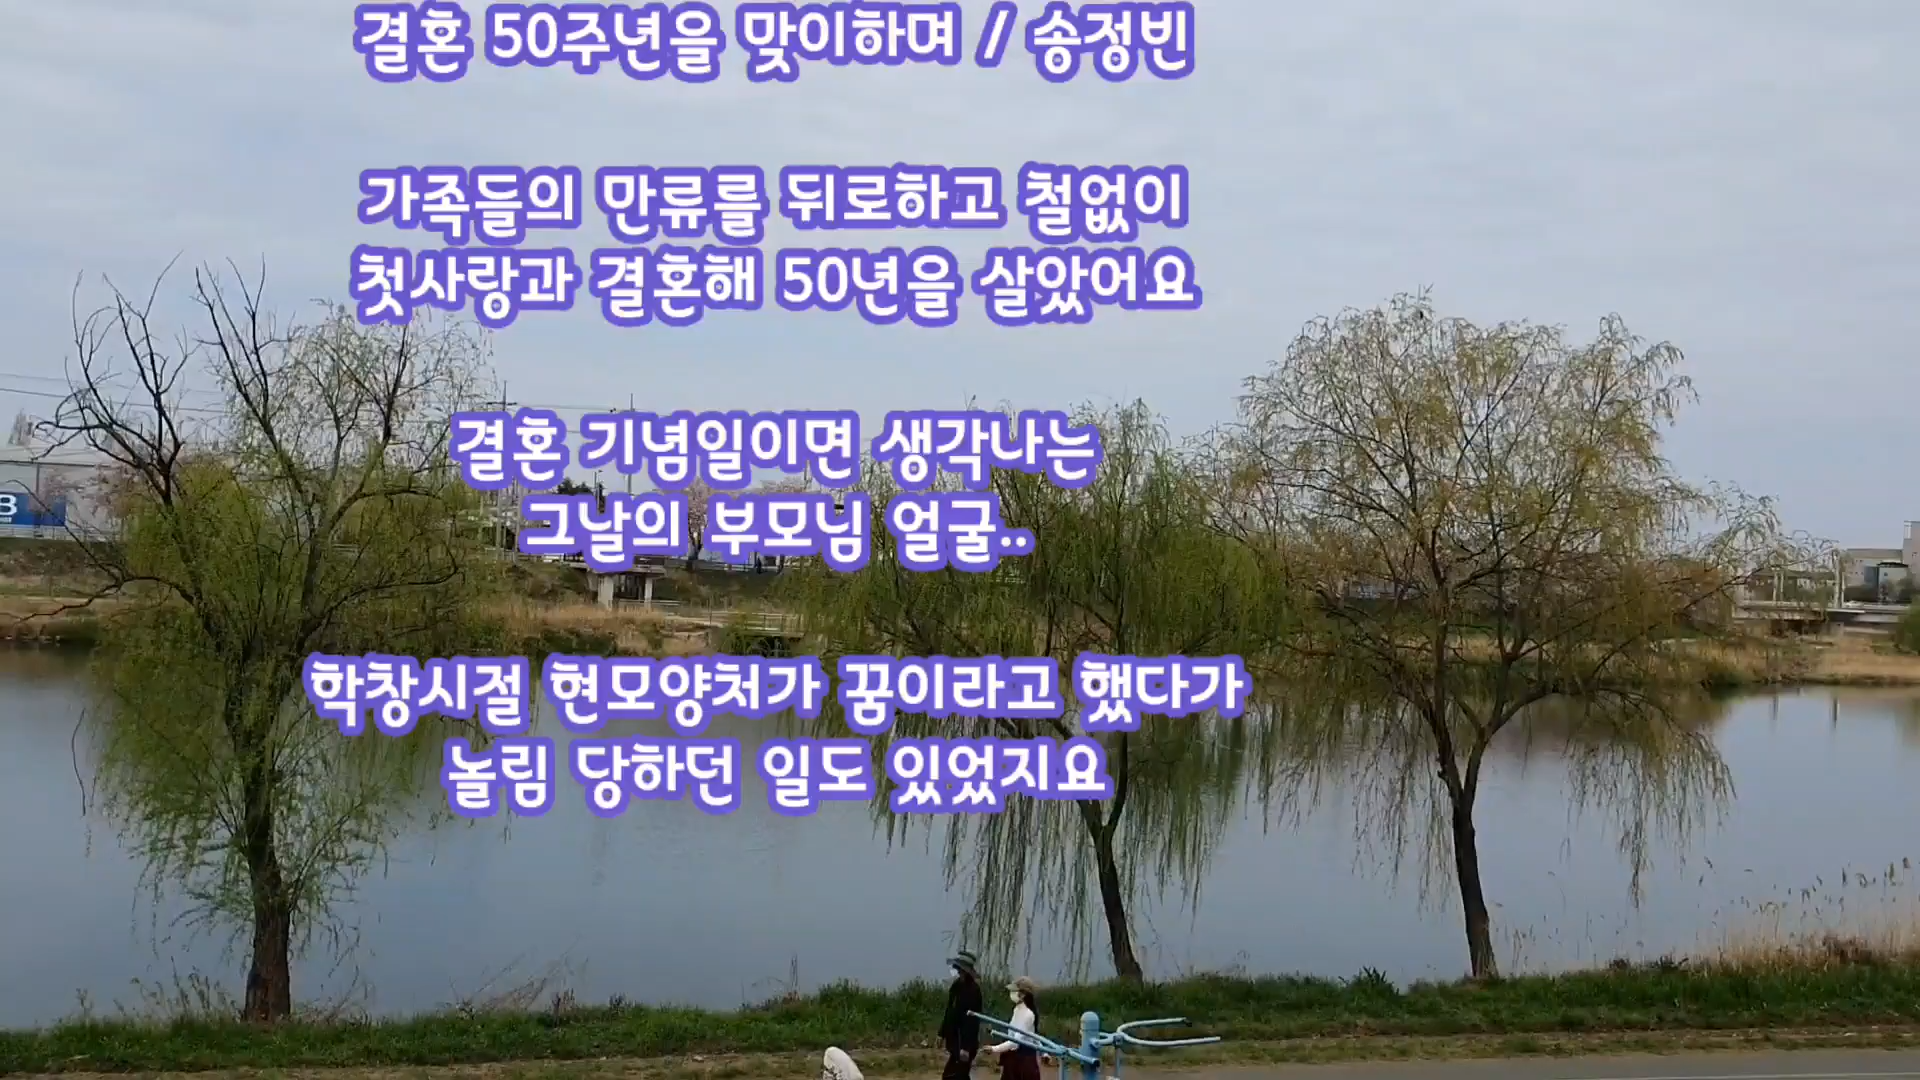 결혼 50주년을 맞이하며 / 송정빈
가족들의 만류를 뒤로하고 철없이
첫사랑과 결혼해 50년을 살았어요
결혼 기념일이면 생각나는
그날의 부모님 얼굴..
학창시절 현모양처가 꿈이라고 했다가
놀림 당하던 일도 있었지요
8